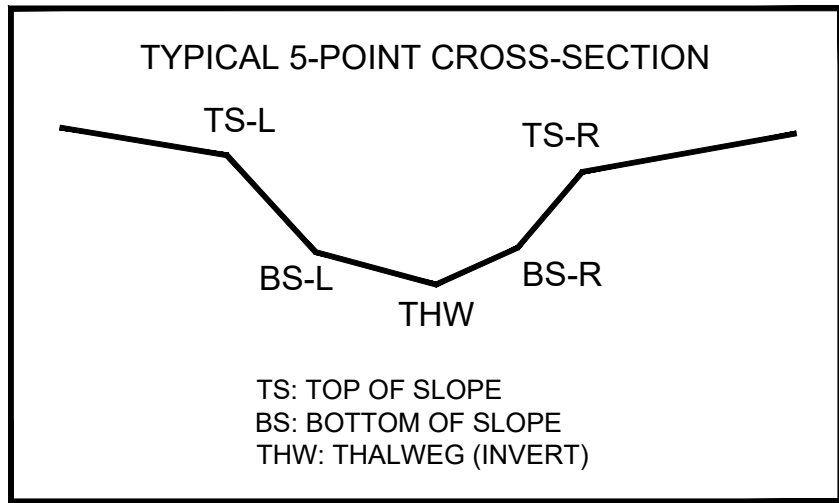 TYPICAL 5-POINT CROSS-SECTION
TS-L
TS-R
BS-L
BS-R
THW
TS: TOP OF SLOPE
BS: BOTTOM OF SLOPE
THW: THALWEG (INVERT)